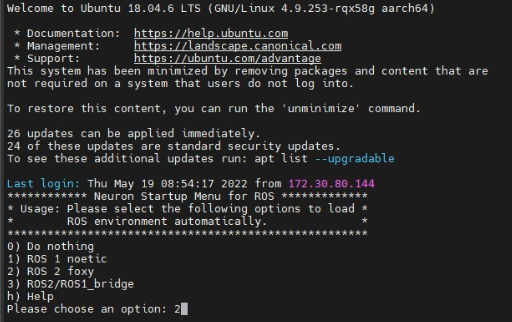 Welcome to Ubuntu 18.04.6 LTS (GNU/Linux 4.9.253-rqx58g aarch64)
* Documentation: https://help.ubuntu.com
* Management: https://landscape.canonical.com
* Support: https://ubuntu.com/advantage
This system has been minimized by removing packages and content that are
not required on a system that users do not log into.
To restore this content, you can run the 'unminimize' command.
26 updates can be applied immediately.
24 of these updates are standard security updates.
To see these additional updates run: apt list --upgradable
Last login: Thu May 19 08:54:17 2022 from 172.30.80.144
************ Neuron Startup Menu for ROS *************
* Usage: Please select the following options to load *
* ROS environment automatically. *
******************************************************
0) Do nothing
1) ROS 1 noetic
2) ROS 2 foxy
3) ROS2/ROS1_bridge
h) Help
Please choose an option: 2